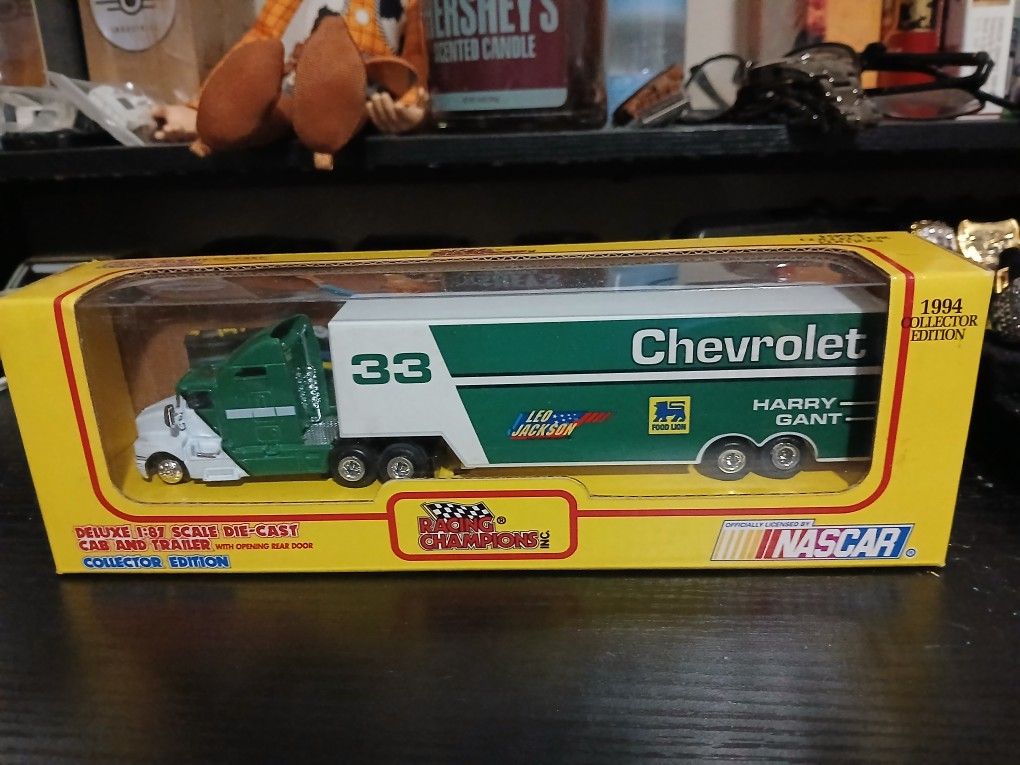 HERSHEY'S
SCENTED CANDLE
1994
COLLECTOR
EDITION
33
Chevrolet
LEO
JACKSON
FOOD LION
HARRY
GANT
DELUXE 1:87 SCALE DIE-CAST
CAB AND TRAILER WITH OPENING REAR DOOR
COLLECTOR EDITION
RACING ®
CHAMPIONS INC.
OFFICIALLY LICENSED BY
NASCAR ®